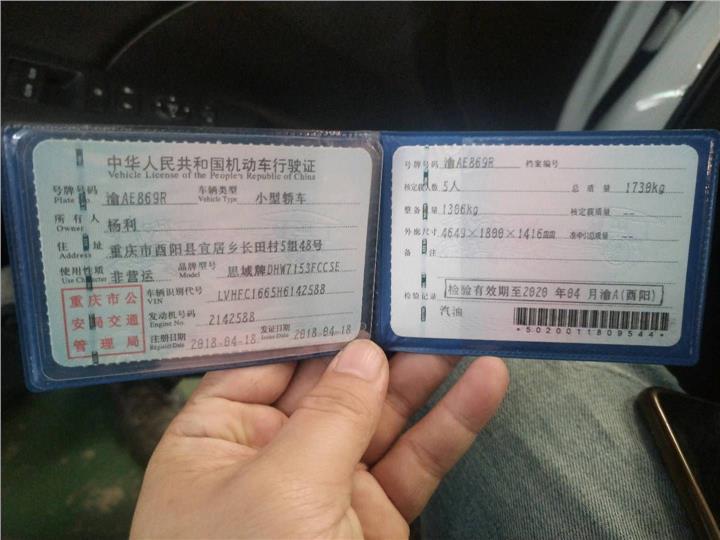 中华人民共和国机动车行驶证
Vehicle License of the People's Republic of China
号牌号码 渝AE869R 车辆类型 小型轿车
Plate No. Vehicle Type
所有人 杨利
Owner
住址 重庆市酉阳县宜居乡长田村5组48号
Address
使用性质 非营运 品牌型号 思域牌DHW7153FCCSE
Use Character Model
重庆市公
安局交通
管理局
车辆识别代号 LVHFC1665H6142588
VIN
发动机号码 2142588
Engine No.
注册日期 2018-04-18 发证日期 2018-04-18
Register Date Issue Date
号牌号码 渝AE869R 档案编号
核定载人数 5人 总质量 1738kg
整备质量 1306kg 核定载质量 --
外廓尺寸 4649×1800×1416mm 准牵引总质量 --
备注
检验记录 检验有效期至2020年04月渝A(酉阳)
汽油
*5020011809544*